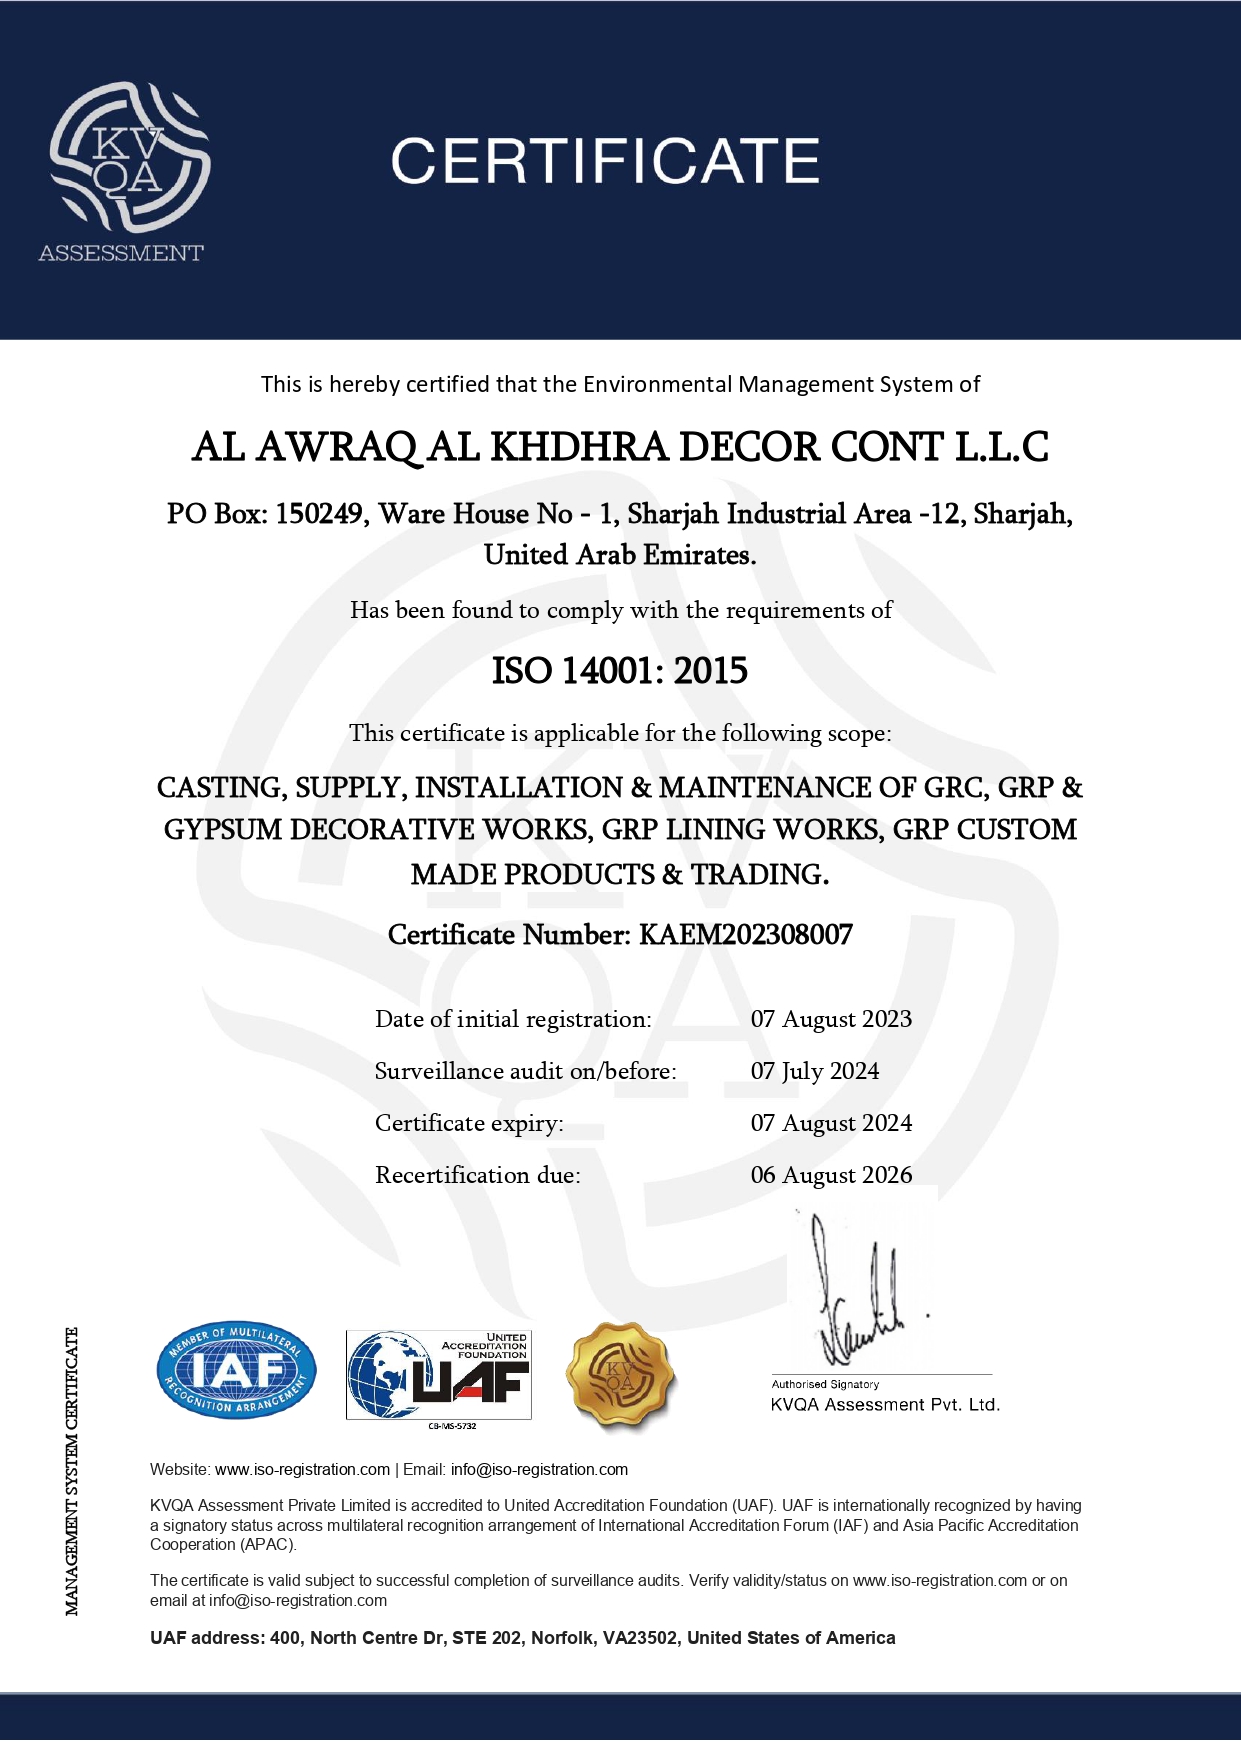 KV
QA
ASSESSMENT
CERTIFICATE
This is hereby certified that the Environmental Management System of
AL AWRAQ AL KHDHRA DECOR CONT L.L.C
PO Box: 150249, Ware House No - 1, Sharjah Industrial Area -12, Sharjah,
United Arab Emirates.
Has been found to comply with the requirements of
ISO 14001: 2015
This certificate is applicable for the following scope:
CASTING, SUPPLY, INSTALLATION & MAINTENANCE OF GRC, GRP &
GYPSUM DECORATIVE WORKS, GRP LINING WORKS, GRP CUSTOM
MADE PRODUCTS & TRADING.
Certificate Number: KAEM202308007
Date of initial registration: 07 August 2023
Surveillance audit on/before: 07 July 2024
Certificate expiry: 07 August 2024
Recertification due: 06 August 2026
MEMBER OF MULTILATERAL
IAF
RECOGNITION ARRANGEMENT
UNITED
ACCREDITATION
FOUNDATION
UAF
CB-MS-5732
KV
QA
Authorised Signatory
KVQA Assessment Pvt. Ltd.
MANAGEMENT SYSTEM CERTIFICATE
Website: www.iso-registration.com | Email: info@iso-registration.com
KVQA Assessment Private Limited is accredited to United Accreditation Foundation (UAF). UAF is internationally recognized by having
a signatory status across multilateral recognition arrangement of International Accreditation Forum (IAF) and Asia Pacific Accreditation
Cooperation (APAC).
The certificate is valid subject to successful completion of surveillance audits. Verify validity/status on www.iso-registration.com or on
email at info@iso-registration.com
UAF address: 400, North Centre Dr, STE 202, Norfolk, VA23502, United States of America